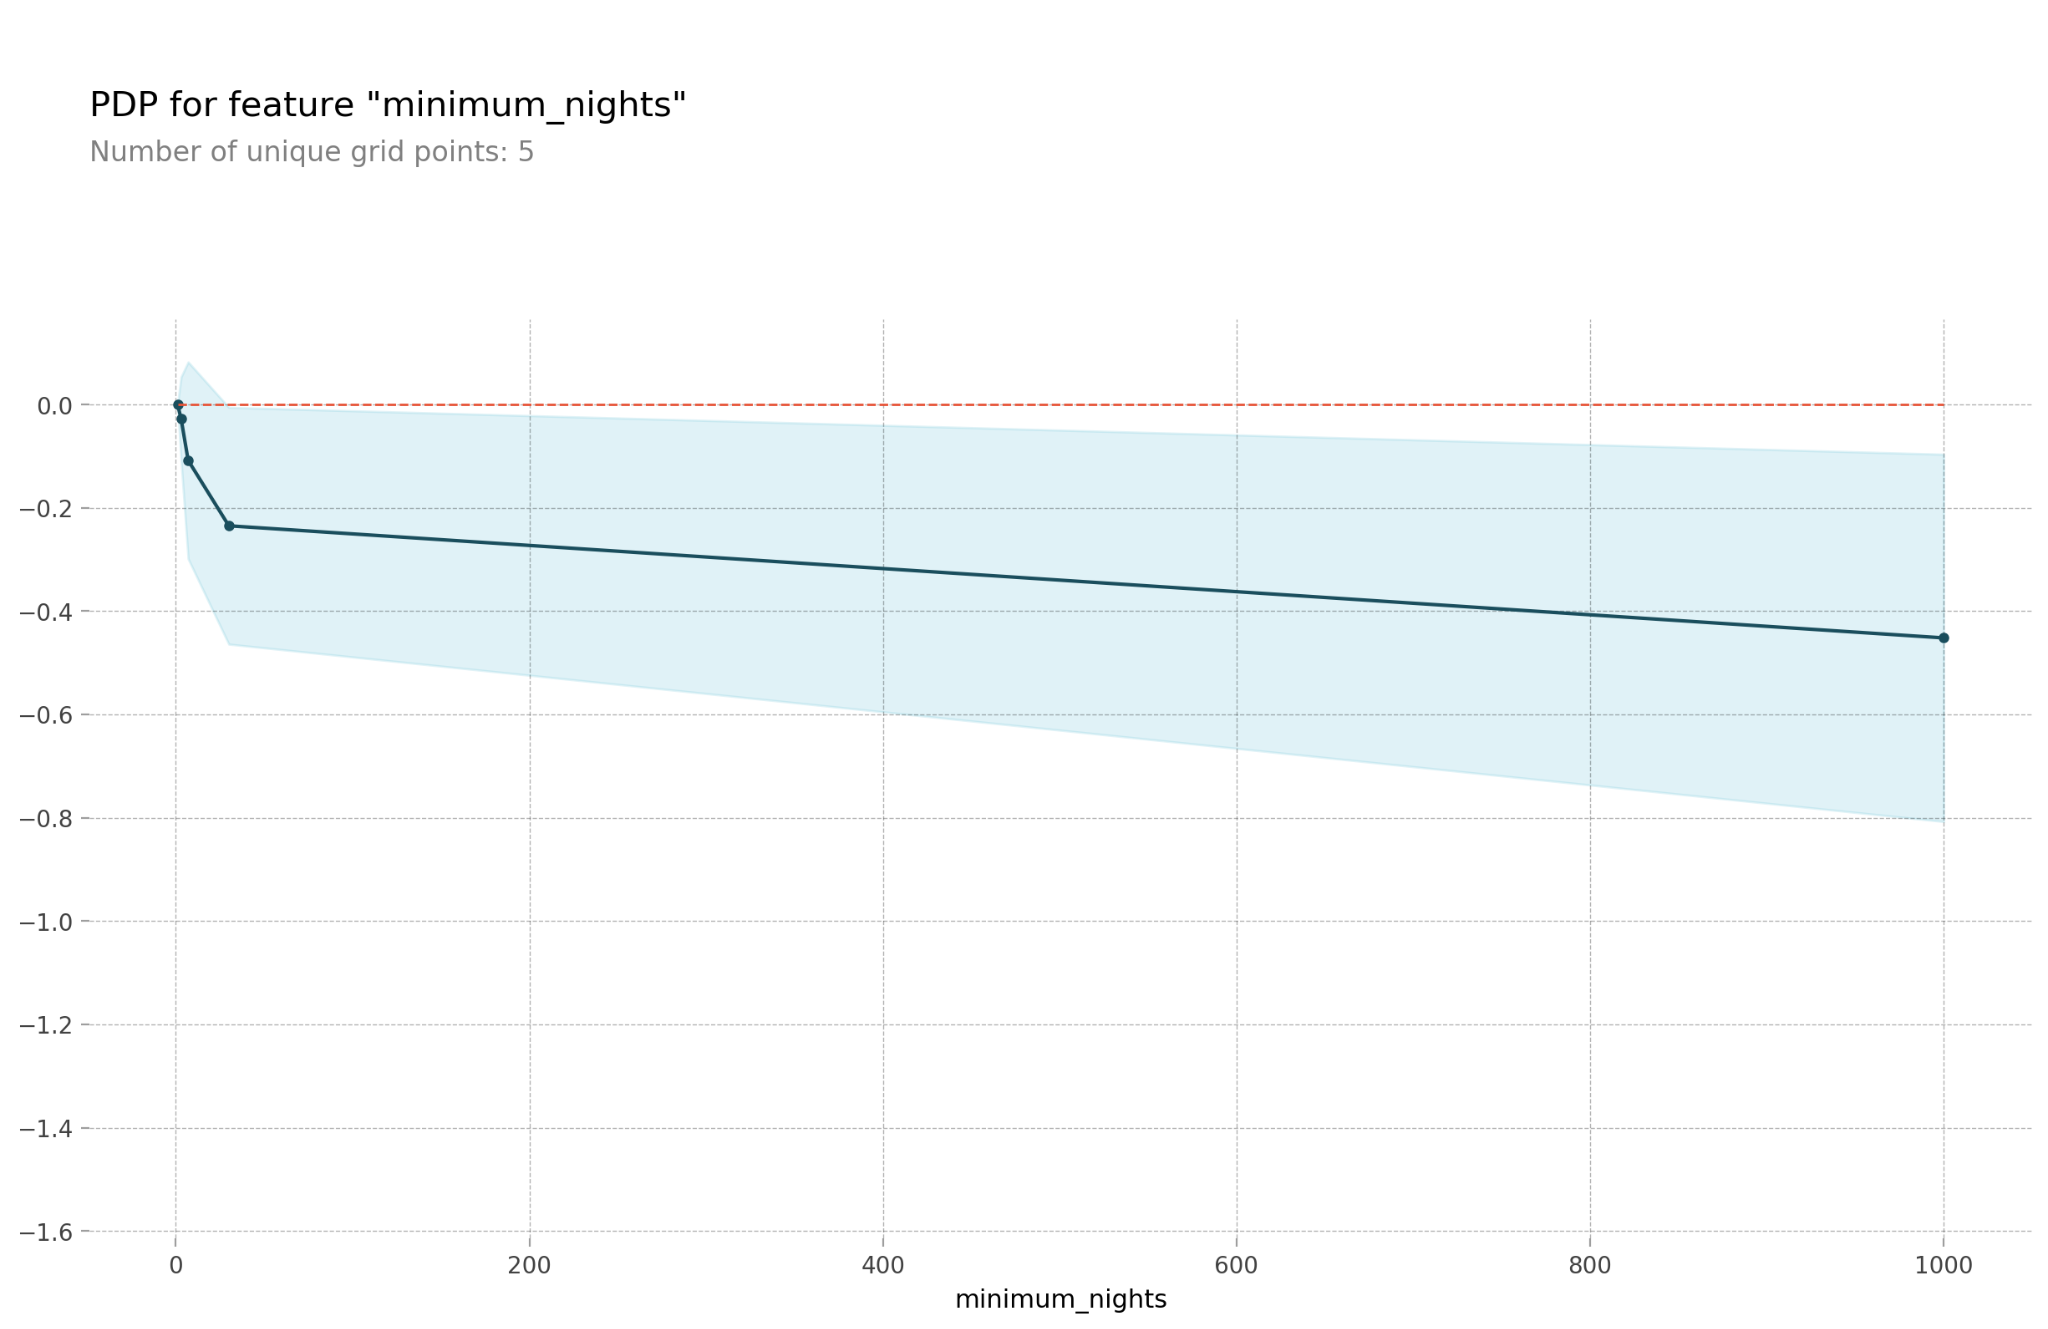 PDP for feature "minimum_nights"
Number of unique grid points: 5
0.0
−0.2
−0.4
−0.6
−0.8
−1.0
−1.2
−1.4
−1.6
0 200 400 600 800 1000
minimum_nights